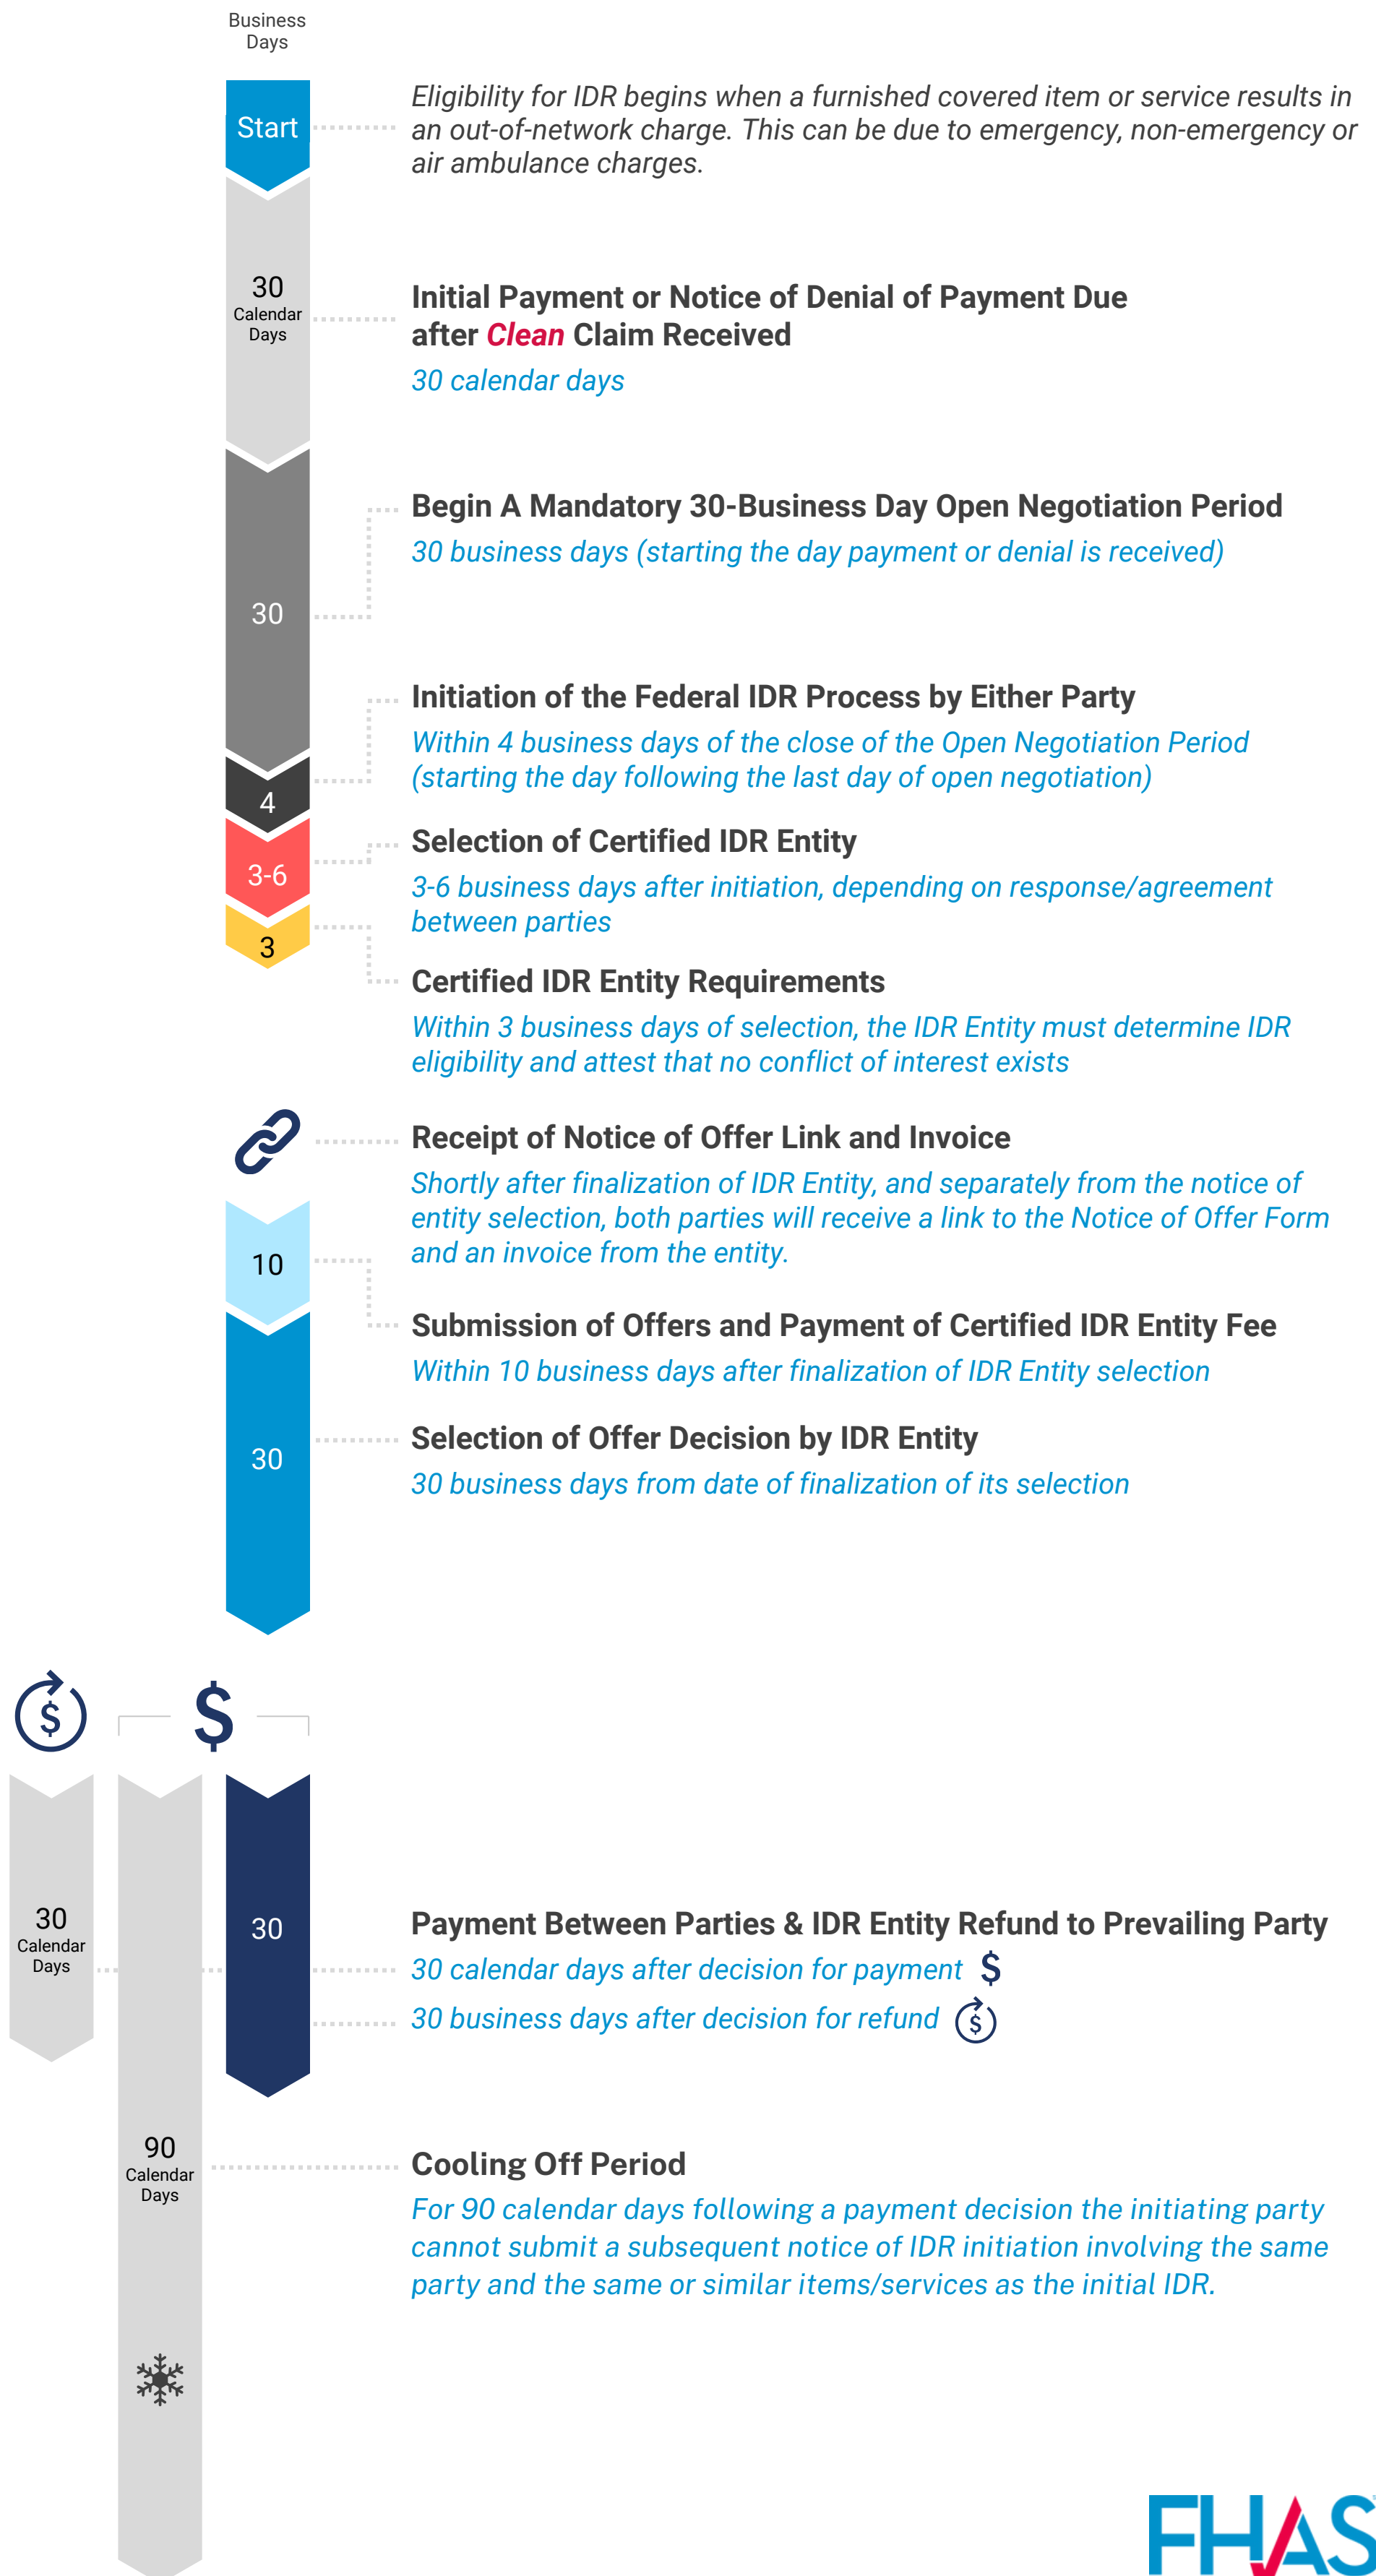 Business
Days
Start
Eligibility for IDR begins when a furnished covered item or service results in
an out-of-network charge. This can be due to emergency, non-emergency or
air ambulance charges.
30
Calendar
Days
Initial Payment or Notice of Denial of Payment Due
after Clean Claim Received
30 calendar days
30
Begin A Mandatory 30-Business Day Open Negotiation Period
30 business days (starting the day payment or denial is received)
4
Initiation of the Federal IDR Process by Either Party
Within 4 business days of the close of the Open Negotiation Period
(starting the day following the last day of open negotiation)
3-6
Selection of Certified IDR Entity
3-6 business days after initiation, depending on response/agreement
between parties
3
Certified IDR Entity Requirements
Within 3 business days of selection, the IDR Entity must determine IDR
eligibility and attest that no conflict of interest exists
Receipt of Notice of Offer Link and Invoice
Shortly after finalization of IDR Entity, and separately from the notice of
entity selection, both parties will receive a link to the Notice of Offer Form
and an invoice from the entity.
10
Submission of Offers and Payment of Certified IDR Entity Fee
Within 10 business days after finalization of IDR Entity selection
30
Selection of Offer Decision by IDR Entity
30 business days from date of finalization of its selection
$
$
30
Calendar
Days
30
Payment Between Parties & IDR Entity Refund to Prevailing Party
30 calendar days after decision for payment $
30 business days after decision for refund $
90
Calendar
Days
Cooling Off Period
For 90 calendar days following a payment decision the initiating party
cannot submit a subsequent notice of IDR initiation involving the same
party and the same or similar items/services as the initial IDR.
FHAS